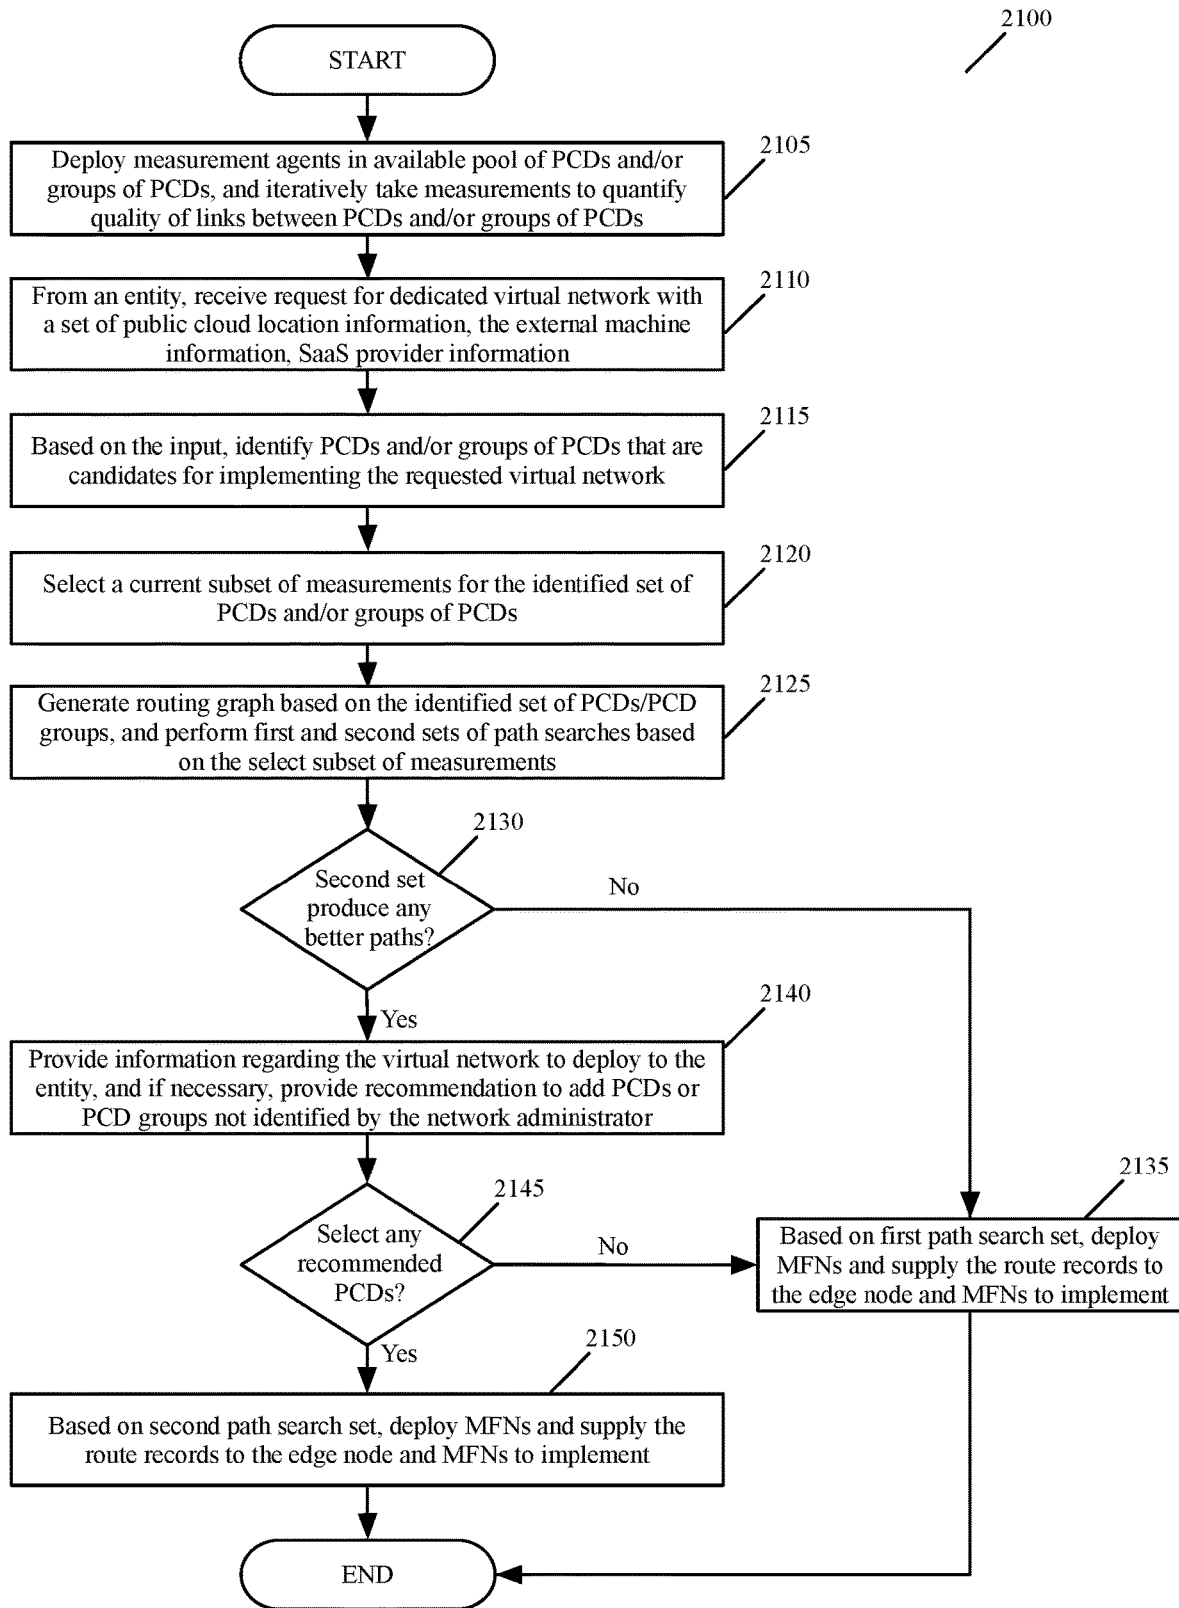 2100
START
2105
Deploy measurement agents in available pool of PCDs and/or
groups of PCDs, and iteratively take measurements to quantify
quality of links between PCDs and/or groups of PCDs
2110
From an entity, receive request for dedicated virtual network with
a set of public cloud location information, the external machine
information, SaaS provider information
2115
Based on the input, identify PCDs and/or groups of PCDs that are
candidates for implementing the requested virtual network
2120
Select a current subset of measurements for the identified set of
PCDs and/or groups of PCDs
2125
Generate routing graph based on the identified set of PCDs/PCD
groups, and perform first and second sets of path searches based
on the select subset of measurements
2130
Second set
produce any
better paths?
No
Yes
2140
Provide information regarding the virtual network to deploy to the
entity, and if necessary, provide recommendation to add PCDs or
PCD groups not identified by the network administrator
2145
Select any
recommended
PCDs?
No
2135
Based on first path search set, deploy
MFNs and supply the route records to
the edge node and MFNs to implement
Yes
2150
Based on second path search set, deploy MFNs and supply the
route records to the edge node and MFNs to implement
END